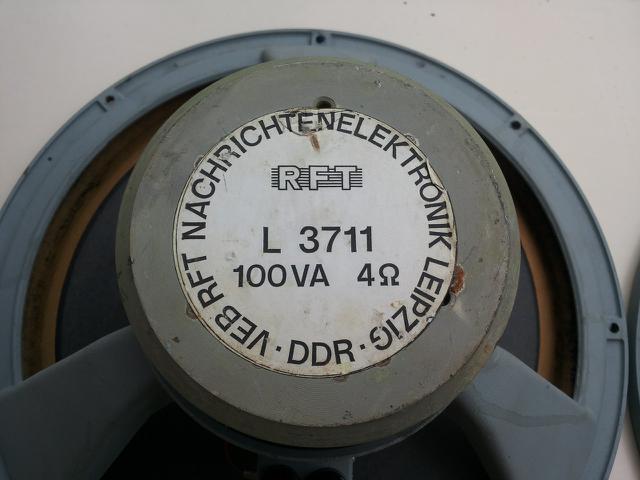 VEB RFT NACHRICHTENELEKTRONIK LEIPZIG · DDR ·
RFT
L 3711
100VA 4Ω